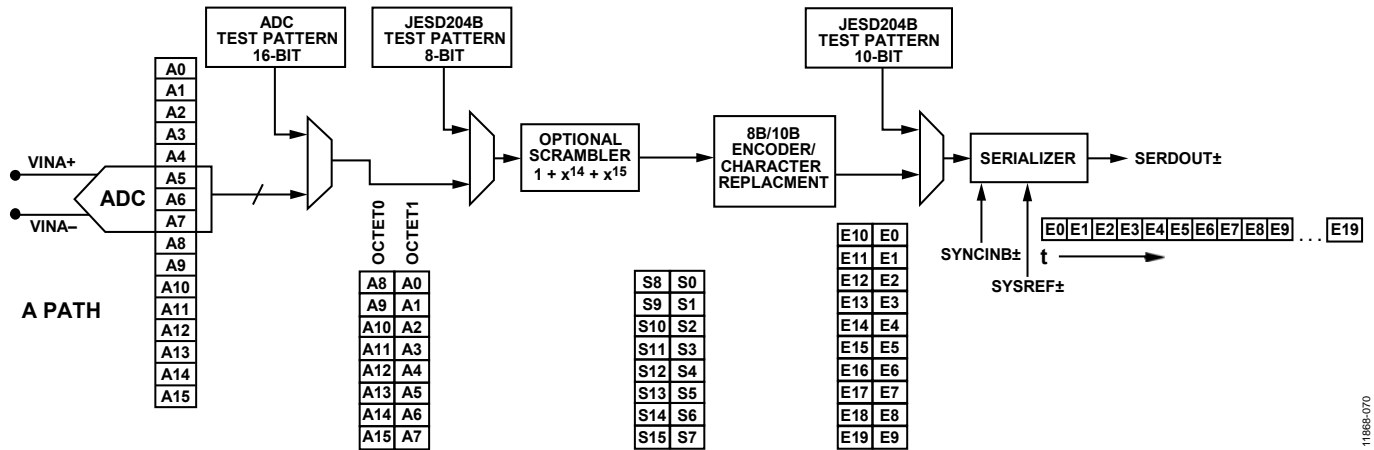 ADC
TEST PATTERN
16-BIT
JESD204B
TEST PATTERN
8-BIT
JESD204B
TEST PATTERN
10-BIT
VINA+
VINA–
ADC
A PATH
A0
A1
A2
A3
A4
A5
A6
A7
A8
A9
A10
A11
A12
A13
A14
A15
OCTET0
OCTET1
A8 A0
A9 A1
A10 A2
A11 A3
A12 A4
A13 A5
A14 A6
A15 A7
OPTIONAL
SCRAMBLER
1 + x14 + x15
S8 S0
S9 S1
S10 S2
S11 S3
S12 S4
S13 S5
S14 S6
S15 S7
8B/10B
ENCODER/
CHARACTER
REPLACMENT
E10 E0
E11 E1
E12 E2
E13 E3
E14 E4
E15 E5
E16 E6
E17 E7
E18 E8
E19 E9
SERIALIZER
SERDOUT±
SYNCINB±
SYSREF±
E0 E1 E2 E3 E4 E5 E6 E7 E8 E9 . . . E19
t
11868-070